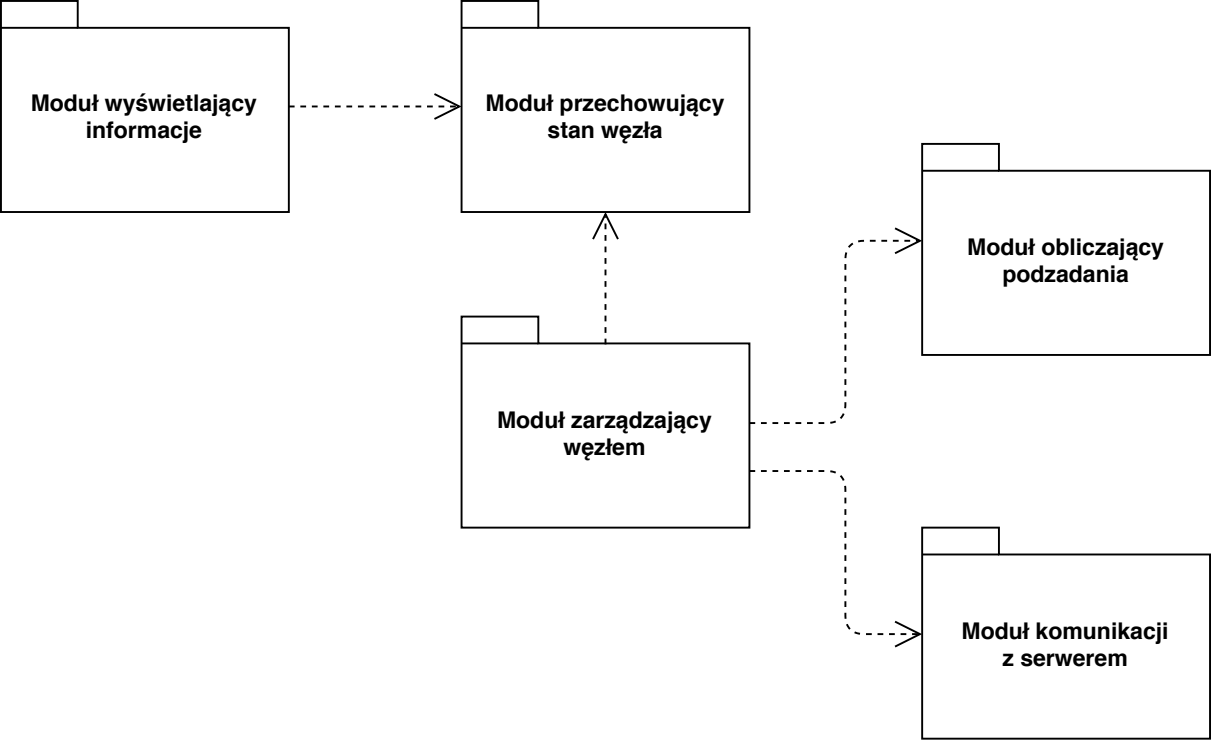 Moduł wyświetlający
informacje
Moduł przechowujący
stan węzła
Moduł obliczający
podzadania
Moduł zarządzający
węzłem
Moduł komunikacji
z serwerem